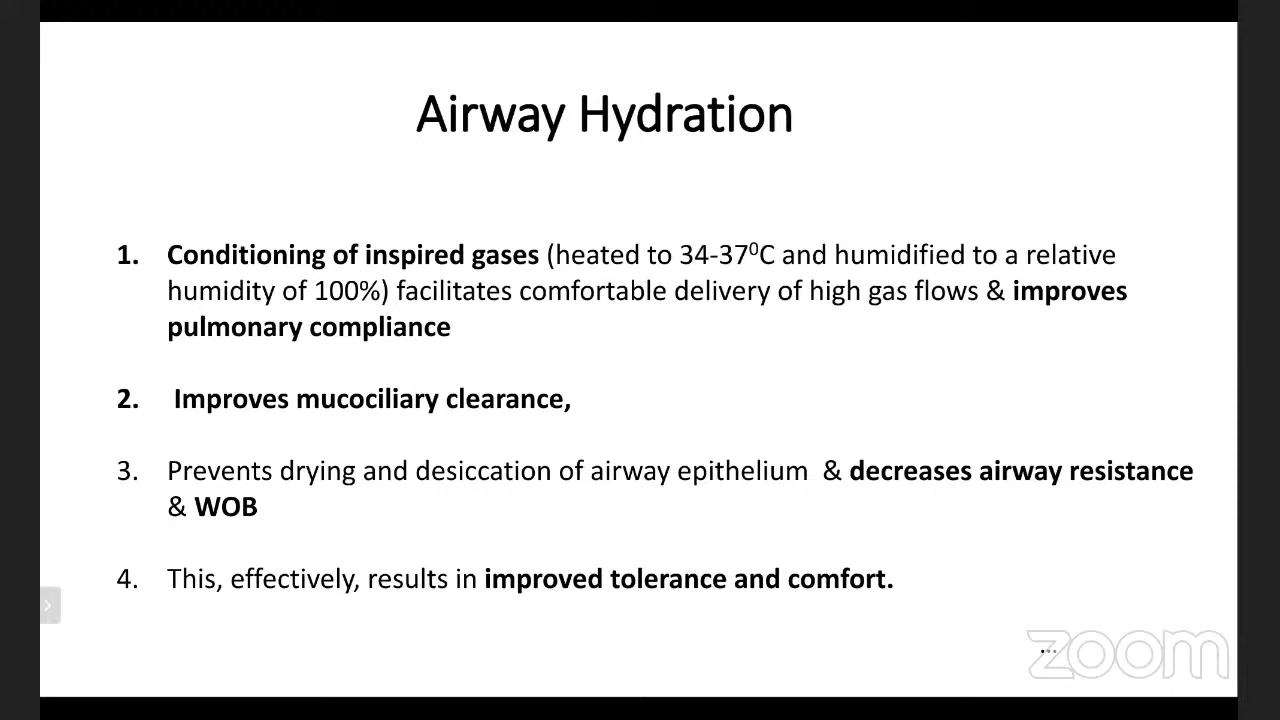 Airway Hydration
1. Conditioning of inspired gases (heated to 34-37⁰C and humidified to a relative
humidity of 100%) facilitates comfortable delivery of high gas flows & improves
pulmonary compliance
2. Improves mucociliary clearance,
3. Prevents drying and desiccation of airway epithelium & decreases airway resistance
& WOB
4. This, effectively, results in improved tolerance and comfort.
zoom